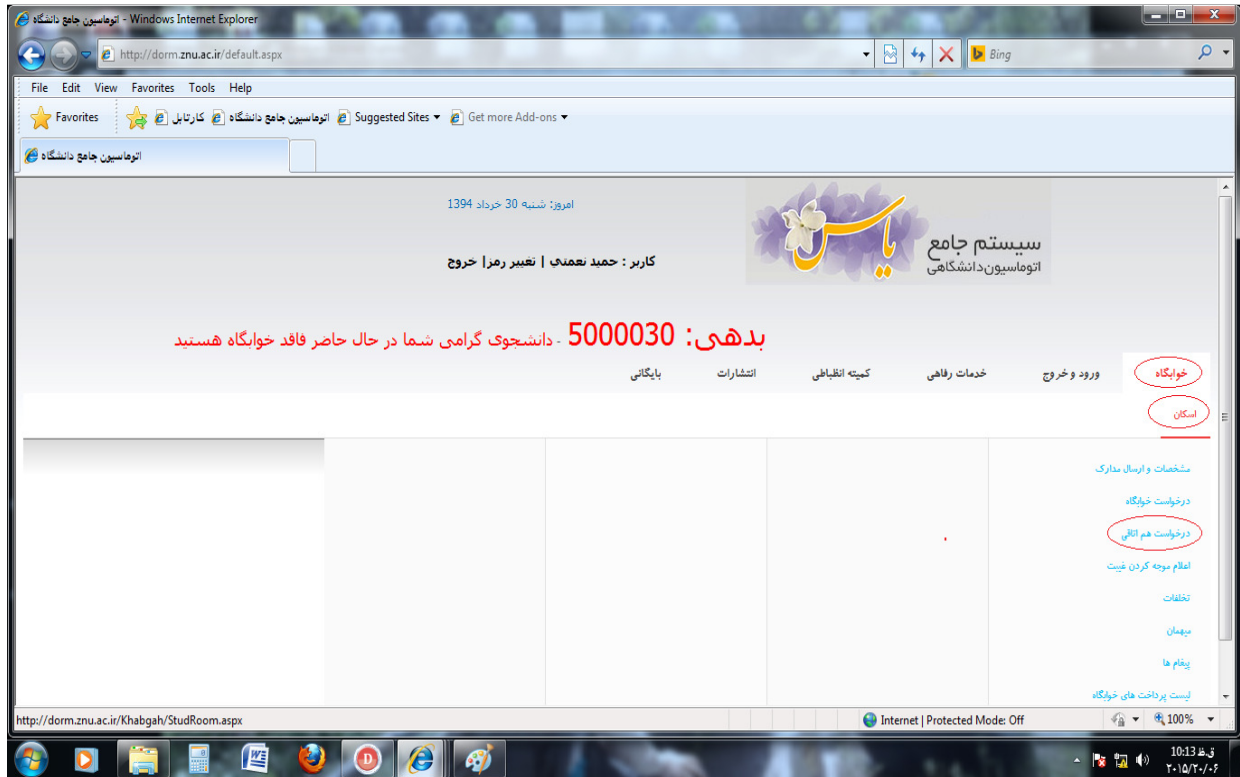 اتوماسیون جامع دانشگاه - Windows Internet Explorer
http://dorm.znu.ac.ir/default.aspx
Bing
File Edit View Favorites Tools Help
Favorites کارتابل اتوماسیون جامع دانشگاه Suggested Sites Get more Add-ons
اتوماسیون جامع دانشگاه
امروز: شنبه 30 خرداد 1394
یاس
سیستم جامع
اتوماسیون دانشگاهی
کاربر : حمید نعمتي | تغییر رمز | خروج
بدهی: 5000030 - دانشجوی گرامی شما در حال حاضر فاقد خوابگاه هستید
خوابگاه ورود و خروج خدمات رفاهی کمیته انظباطی انتشارات بایگانی
اسکان
مشخصات و ارسال مدارک
درخواست خوابگاه
درخواست هم اتاقی
اعلام موجه کردن غیبت
تخلفات
میهمان
پیغام ها
لیست پرداخت های خوابگاه
http://dorm.znu.ac.ir/Khabgah/StudRoom.aspx
Internet | Protected Mode: Off
100%
10:13 ق.ظ
۲۰۱۵/۲۰/۰۶